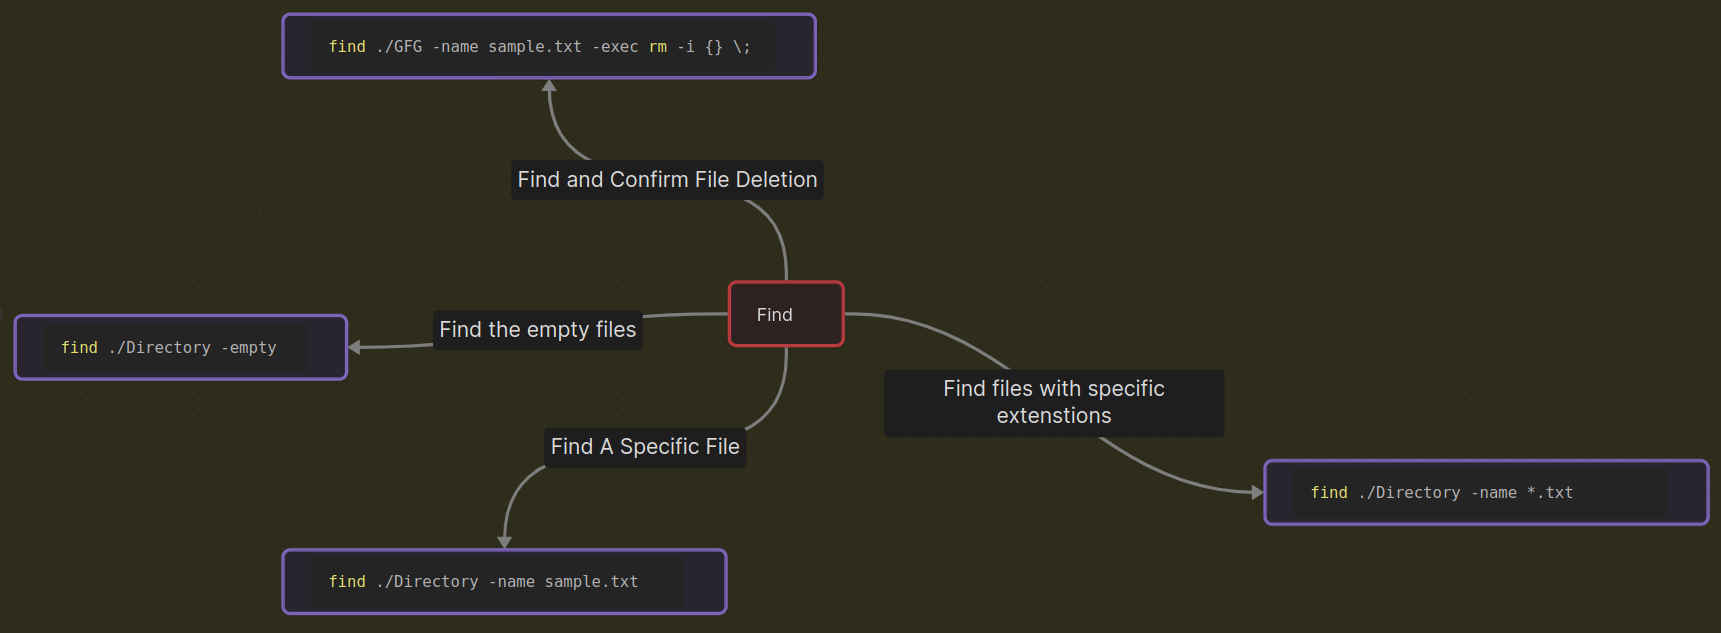 find ./GFG -name sample.txt -exec rm -i {} \;
Find and Confirm File Deletion
Find
Find the empty files
find ./Directory -empty
Find files with specific
extenstions
Find A Specific File
find ./Directory -name *.txt
find ./Directory -name sample.txt